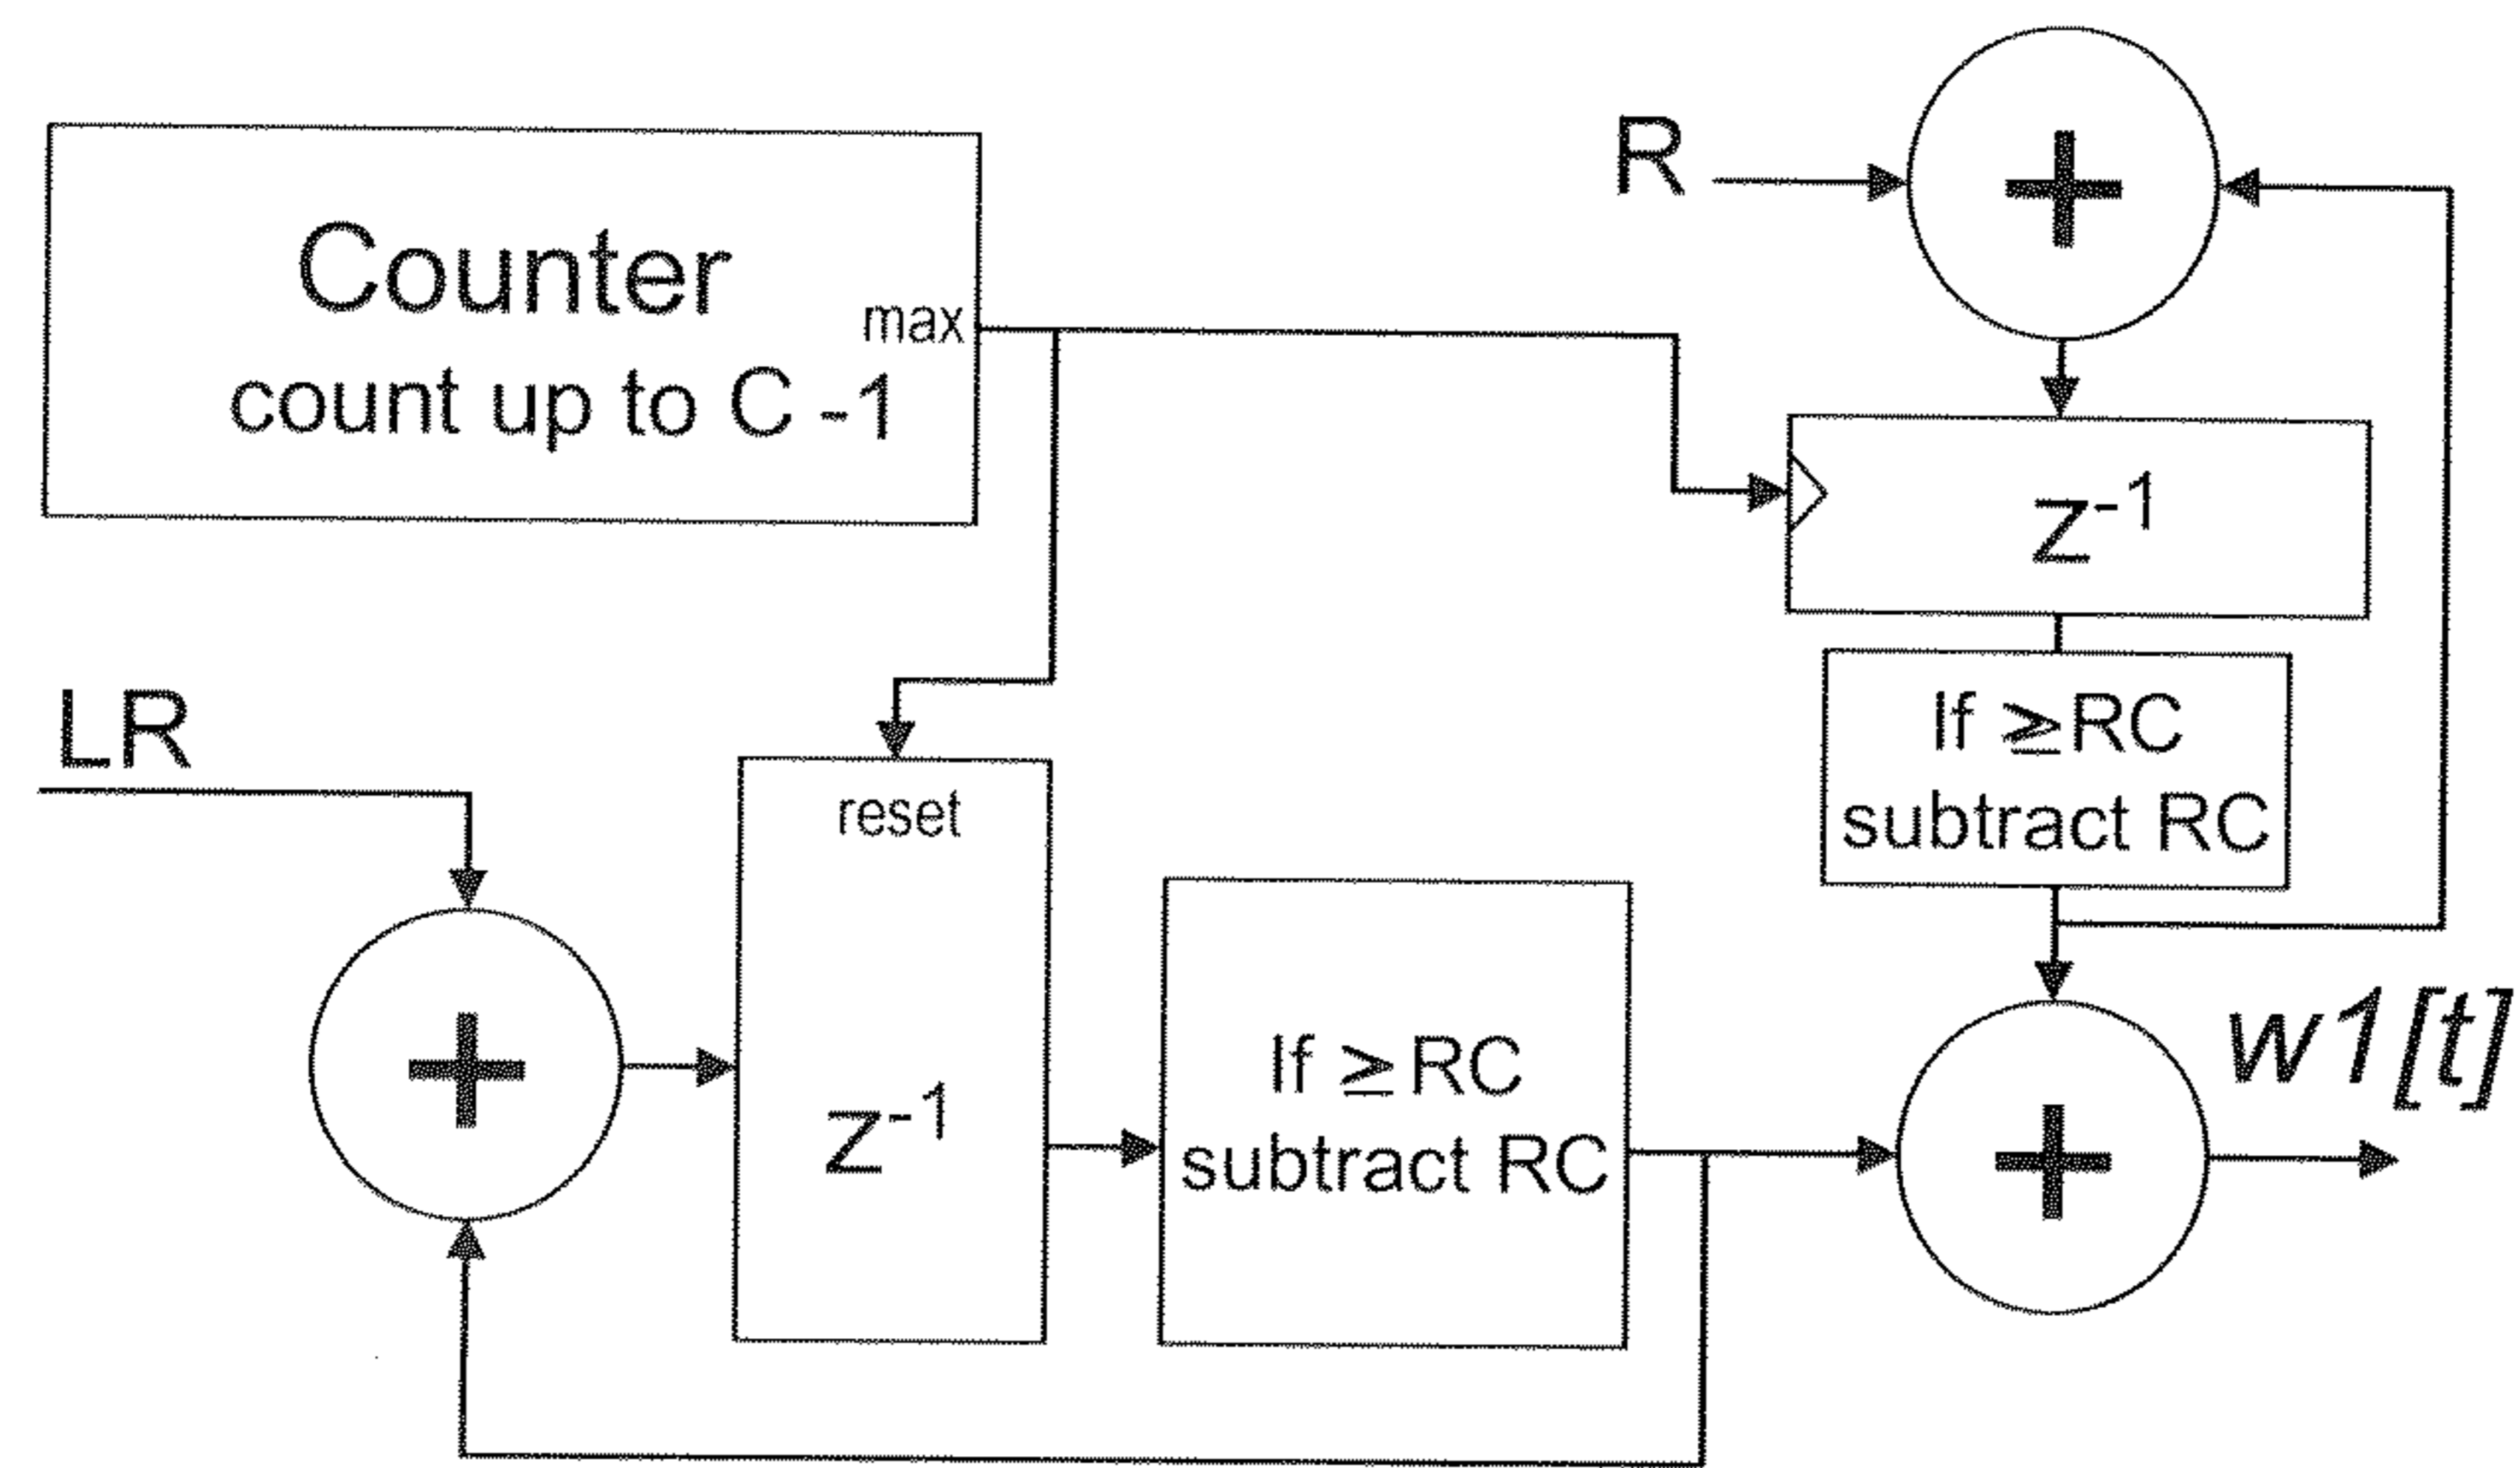 R
+
Counter
max
count up to C -1
z-1
LR
If ≥RC
subtract RC
reset
+
If ≥ RC
subtract RC
z-1
+
w1[t]